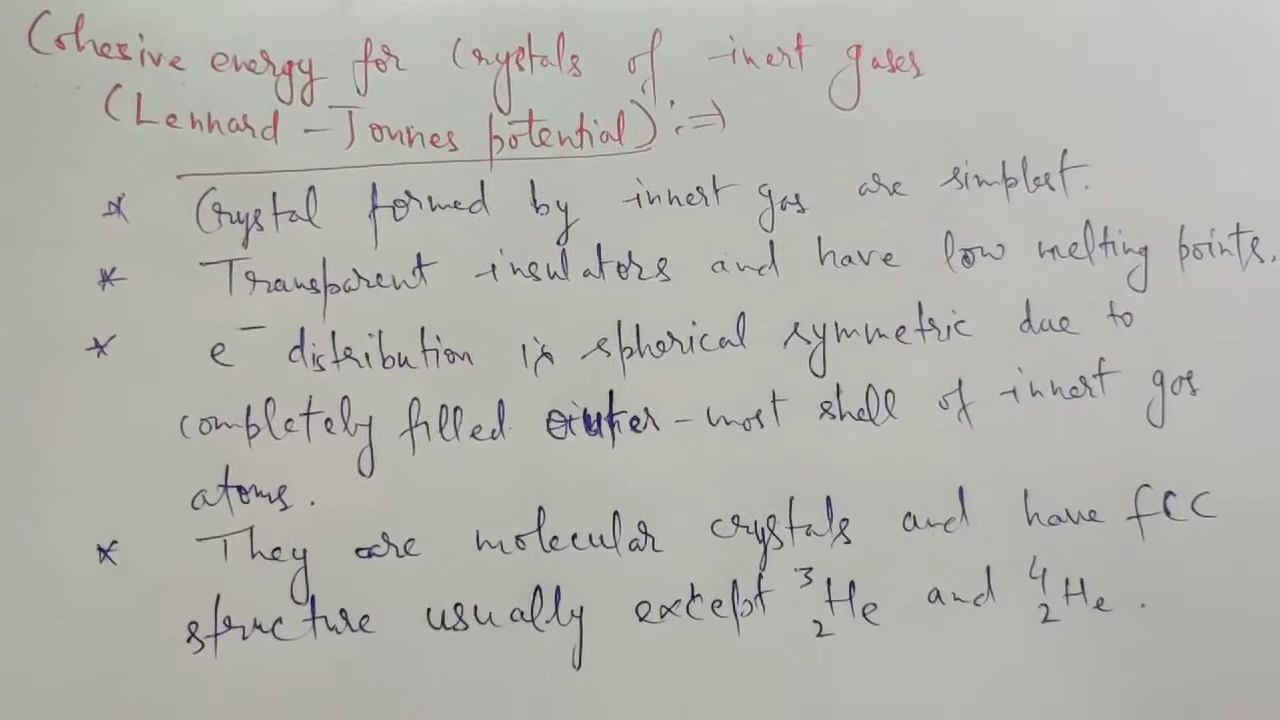 Cohesive energy for Crystals of inert gases
(Lennard - Jonnes potential) :⇒
* Crystal formed by innert gas are simplest.
* Transparent insulators and have low melting points.
* e⁻ distribution is spherical symmetric due to
completely filled outer-most shell of innert gas
atoms.
* They are molecular crystals and have fcc
structure usually except ³₂He and ⁴₂He.